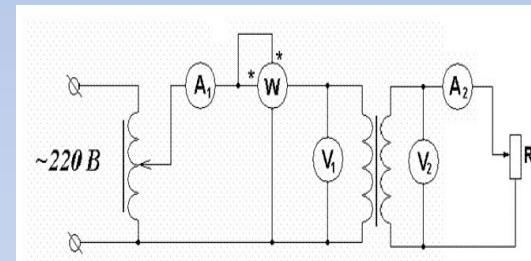 * A₁ * W A₂
~220 В V₁ V₂ R